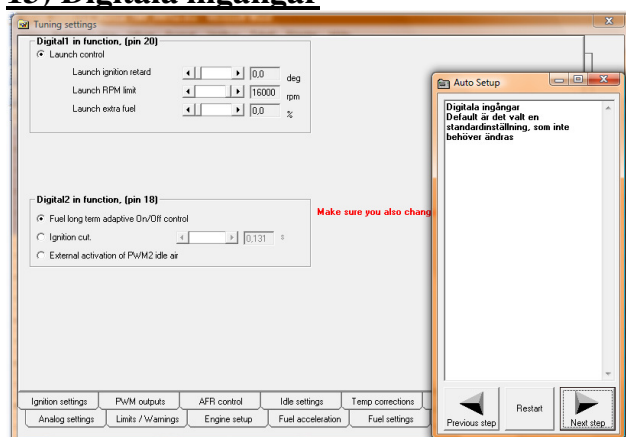 Digitala ingångar
Tuning settings
Digital1 in function, (pin 20)
Launch control
Launch ignition retard 0,0 deg
Launch RPM limit 16000 rpm
Launch extra fuel 0,0 %
Digital2 in function, (pin 18)
Fuel long term adaptive On/Off control
Ignition cut. 0,131 s
External activation of PWM2 idle air
Make sure you also chang
Ignition settings PWM outputs AFR control Idle settings Temp corrections
Analog settings Limits / Warnings Engine setup Fuel acceleration Fuel settings
Auto Setup
Digitala ingångar
Default är det valt en
standardinställning, som inte
behöver ändras
Previous step Restart Next step